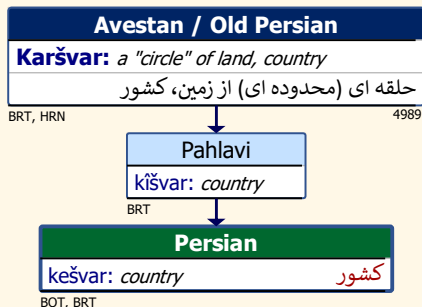 Avestan / Old Persian
Karšvar: a "circle" of land, country
حلقه ای (محدوده ای) از زمین، کشور
BRT, HRN 4989
Pahlavi
kîšvar: country
BRT
Persian
kešvar: country کشور
BOT, BRT